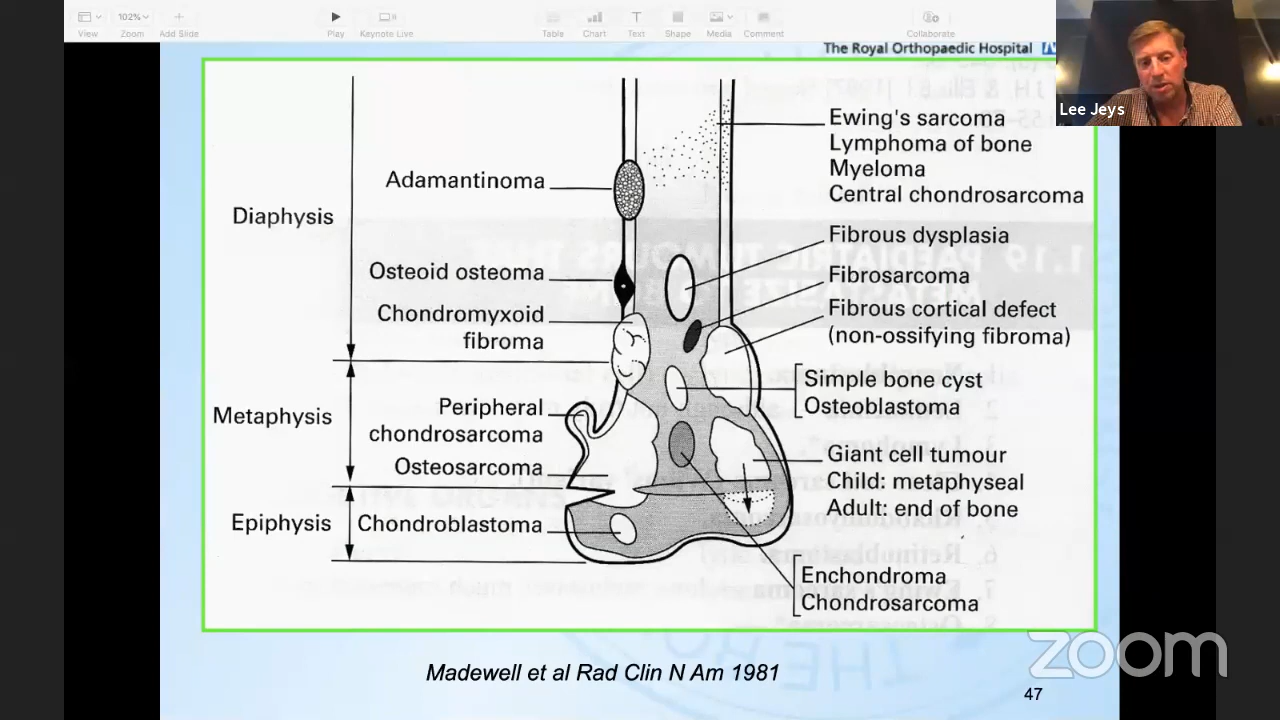 View
102%
Zoom
Add Slide
Play
Keynote Live
Table
Chart
Text
Shape
Media
Comment
Collaborate
The Royal Orthopaedic Hospital
Lee Jeys
Ewing's sarcoma
Lymphoma of bone
Myeloma
Central chondrosarcoma
Adamantinoma
Diaphysis
Fibrous dysplasia
Osteoid osteoma
Fibrosarcoma
Chondromyxoid
fibroma
Fibrous cortical defect
(non-ossifying fibroma)
Simple bone cyst
Osteoblastoma
Metaphysis
Peripheral
chondrosarcoma
Osteosarcoma
Giant cell tumour
Child: metaphyseal
Adult: end of bone
Epiphysis
Chondroblastoma
Enchondroma
Chondrosarcoma
zoom
Madewell et al Rad Clin N Am 1981
47